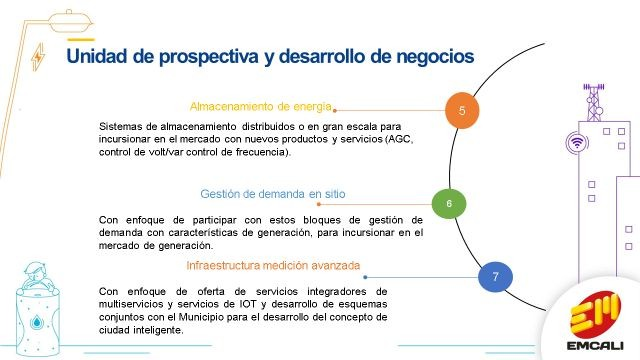 Unidad de prospectiva y desarrollo de negocios
Almacenamiento de energía
5
Sistemas de almacenamiento distribuidos o en gran escala para
incursionar en el mercado con nuevos productos y servicios (AGC,
control de volt/var control de frecuencia).
Gestión de demanda en sitio
6
Con enfoque de participar con estos bloques de gestión de
demanda con características de generación, para incursionar en el
mercado de generación.
Infraestructura medición avanzada
7
Con enfoque de oferta de servicios integradores de
multiservicios y servicios de IOT y desarrollo de esquemas
conjuntos con el Municipio para el desarrollo del concepto de
ciudad inteligente.
EM
EMCALI